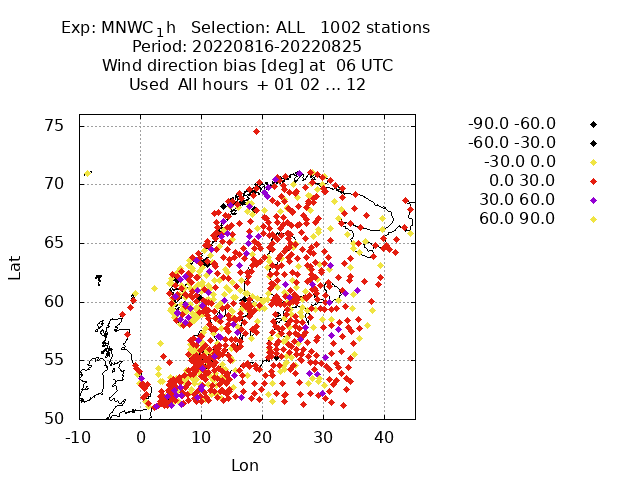 Exp: MNWC_1h   Selection: ALL   1002 stations
Period: 20220816-20220825
Wind direction bias [deg] at  06 UTC
Used  All hours  + 01 02 ... 12
-90.0 -60.0
-60.0 -30.0
-30.0 0.0
0.0 30.0
30.0 60.0
60.0 90.0
75
70
65
60
55
50
Lat
-10 0 10 20 30 40
Lon